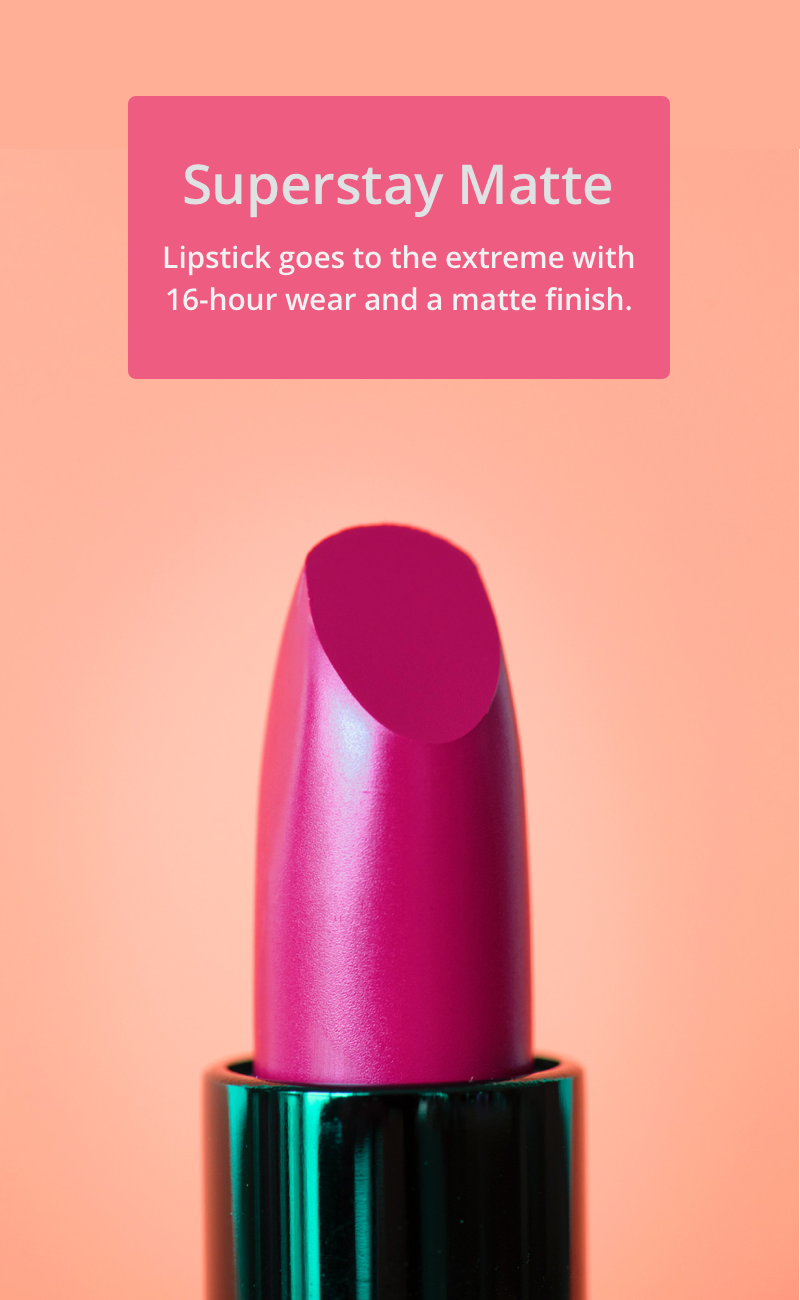 Superstay Matte
Lipstick goes to the extreme with
16-hour wear and a matte finish.